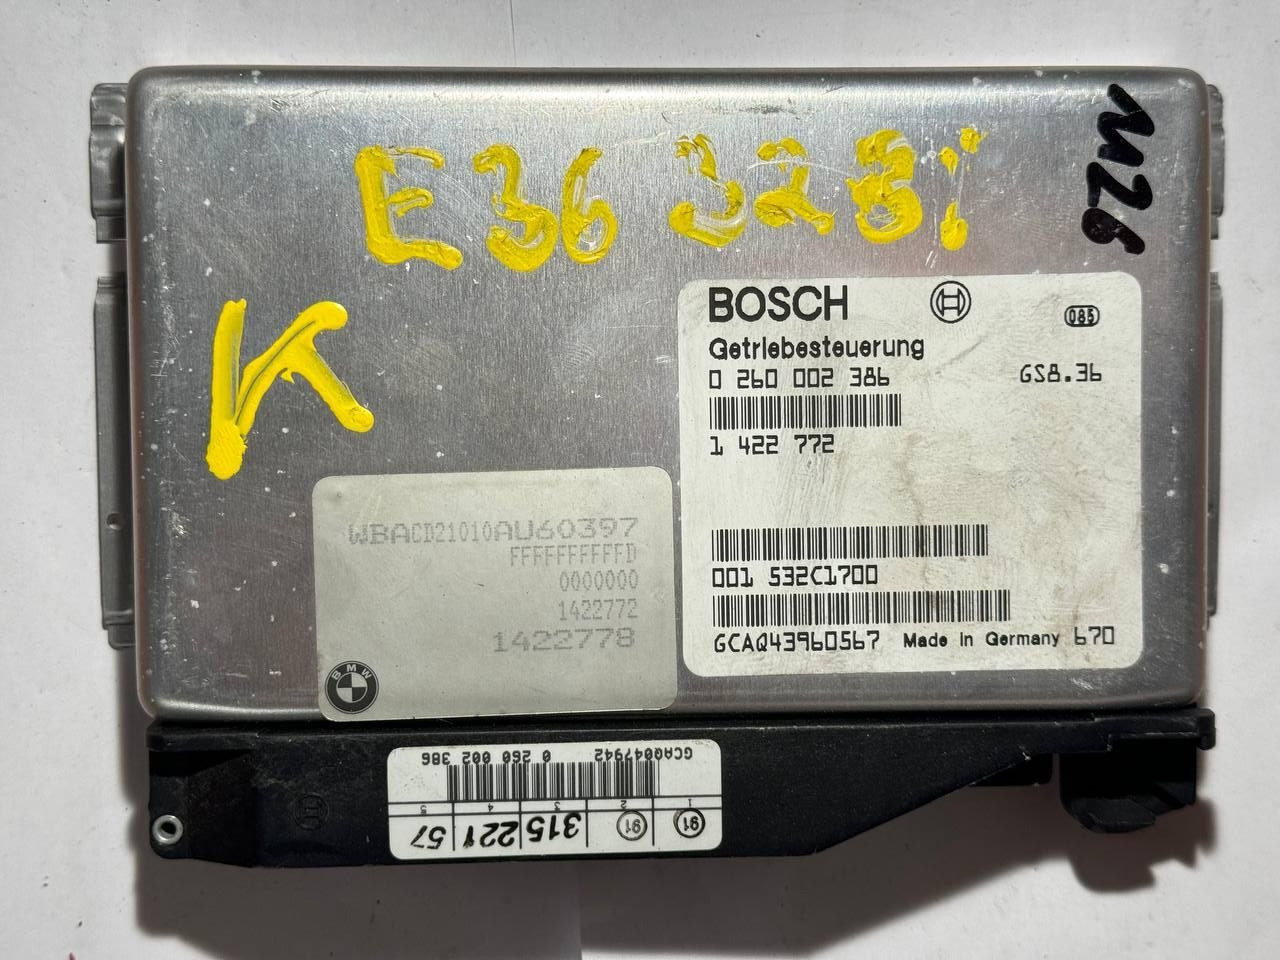 E36 328i
M26
K
BOSCH
085
Getriebesteuerung
0 260 002 386 GS8.36
1 422 772
WBACD21010AU60397
FFFFFFFFFFD
0000000
1422772
1422778
BMW
001 532C1700
GCAQ43960567 Made in Germany 670
GCAQ047942 0 260 002 386
1 2 3 4 5
91 91 315 221 57